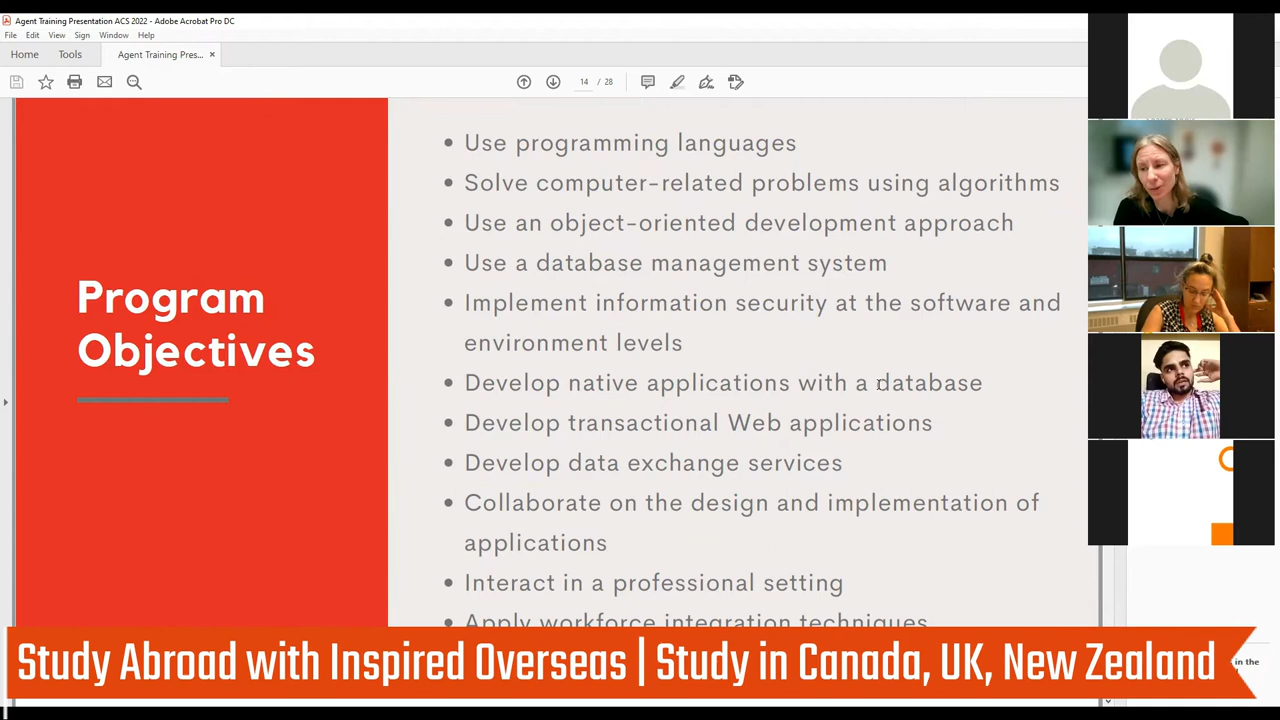 Agent Training Presentation ACS 2022 - Adobe Acrobat Pro DC
File Edit View Sign Window Help
Home Tools Agent Training Pres... ×
14 / 28
Program
Objectives
• Use programming languages
• Solve computer-related problems using algorithms
• Use an object-oriented development approach
• Use a database management system
• Implement information security at the software and
environment levels
• Develop native applications with a database
• Develop transactional Web applications
• Develop data exchange services
• Collaborate on the design and implementation of
applications
• Interact in a professional setting
• Apply workforce integration techniques
Study Abroad with Inspired Overseas | Study in Canada, UK, New Zealand
in the